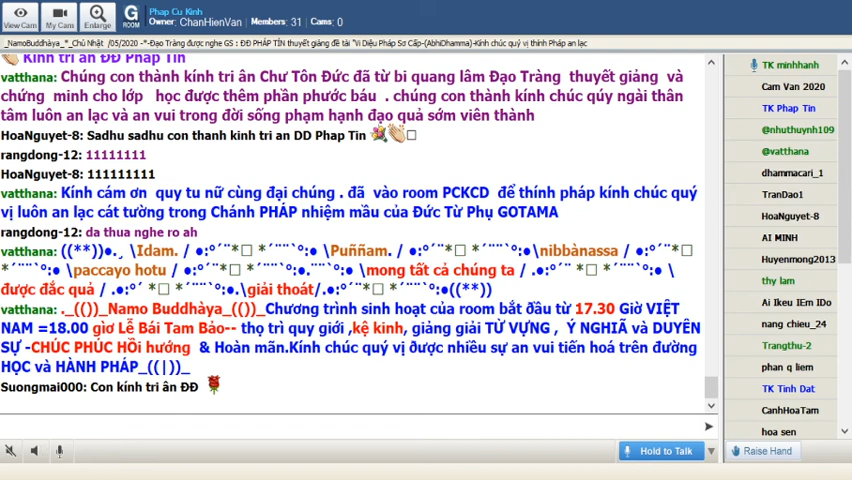 View Cam
My Cam
Enlarge
G
ROOM
Phap Cu Kinh
Owner: ChanHienVan Members: 31 Cams: 0
_NamoBuddhàya_*_Chủ Nhật /05/2020 -*-Đạo Tràng được nghe GS : ĐĐ PHÁP TÍN thuyết giảng đề tài "Vi Diệu Pháp Sơ Cấp-(AbhiDhamma)-Kính chúc quý vị thính Pháp an lạc
Kính tri ân ĐĐ Pháp Tín
vatthana: Chúng con thành kính tri ân Chư Tôn Đức đã từ bi quang lâm Đạo Tràng thuyết giảng và
chứng minh cho lớp học được thêm phần phước báu . chúng con thành kính chúc qúy ngài thân
tâm luôn an lạc và an vui trong đời sống phạm hạnh đạo quả sớm viên thành
HoaNguyet-8: Sadhu sadhu con thanh kinh tri an DD Phap Tin
rangdong-12: 11111111
HoaNguyet-8: 111111111
vatthana: Kính cám ơn quy tu nữ cùng đại chúng . đã vào room PCKCD để thính pháp kính chúc quý
vị luôn an lạc cát tường trong Chánh PHÁP nhiệm mầu của Đức Từ Phụ GOTAMA
rangdong-12: da thua nghe ro ah
vatthana: ((**))●.¸ \Idam. / ●:º´¨*□ *´¨¨`º:● \Puññam. / ●:º´¨*□ *´¨¨`º:●\nibbànassa / ●:º´¨*□
*´¨¨`º:● \paccayo hotu / ●:º´¨*□ *´¨¨`º:●.¨¨`º:● \mong tất cả chúng ta / .●:º´¨ *□ *´¨¨`º:● \
được đắc quả / .●:º´ *□ *´¨¨`º:●.\giải thoát/.●:º´¨●((**))
vatthana: ._(())_Namo Buddhàya_(())_Chương trình sinh hoạt của room bắt đầu từ 17.30 Giờ VIỆT
NAM =18.00 giơ Lễ Bái Tam Bảo-- thọ trì quy giới ,kệ kinh, giảng giải TỪ VỰNG , Ý NGHIÃ và DUYÊN
SỰ -CHÚC PHÚC HỒi hướng & Hoàn mãn.Kính chúc quý vị được nhiều sự an vui tiến hoá trên đường
HỌC và HÀNH PHÁP_((|))_
Suongmai000: Con kính tri ân ĐĐ
Hold to Talk
TK minhhanh
Cam Van 2020
TK Phap Tin
@nhuthuynh109
@vatthana
dhammacari_1
TranDao1
HoaNguyet-8
AI MINH
Huyenmong2013
thy lam
Ai Ikeu IEm IDo
nang chieu_24
Trangthu-2
phan q liem
TK Tinh Dat
CanhHoaTam
hoa sen
Raise Hand